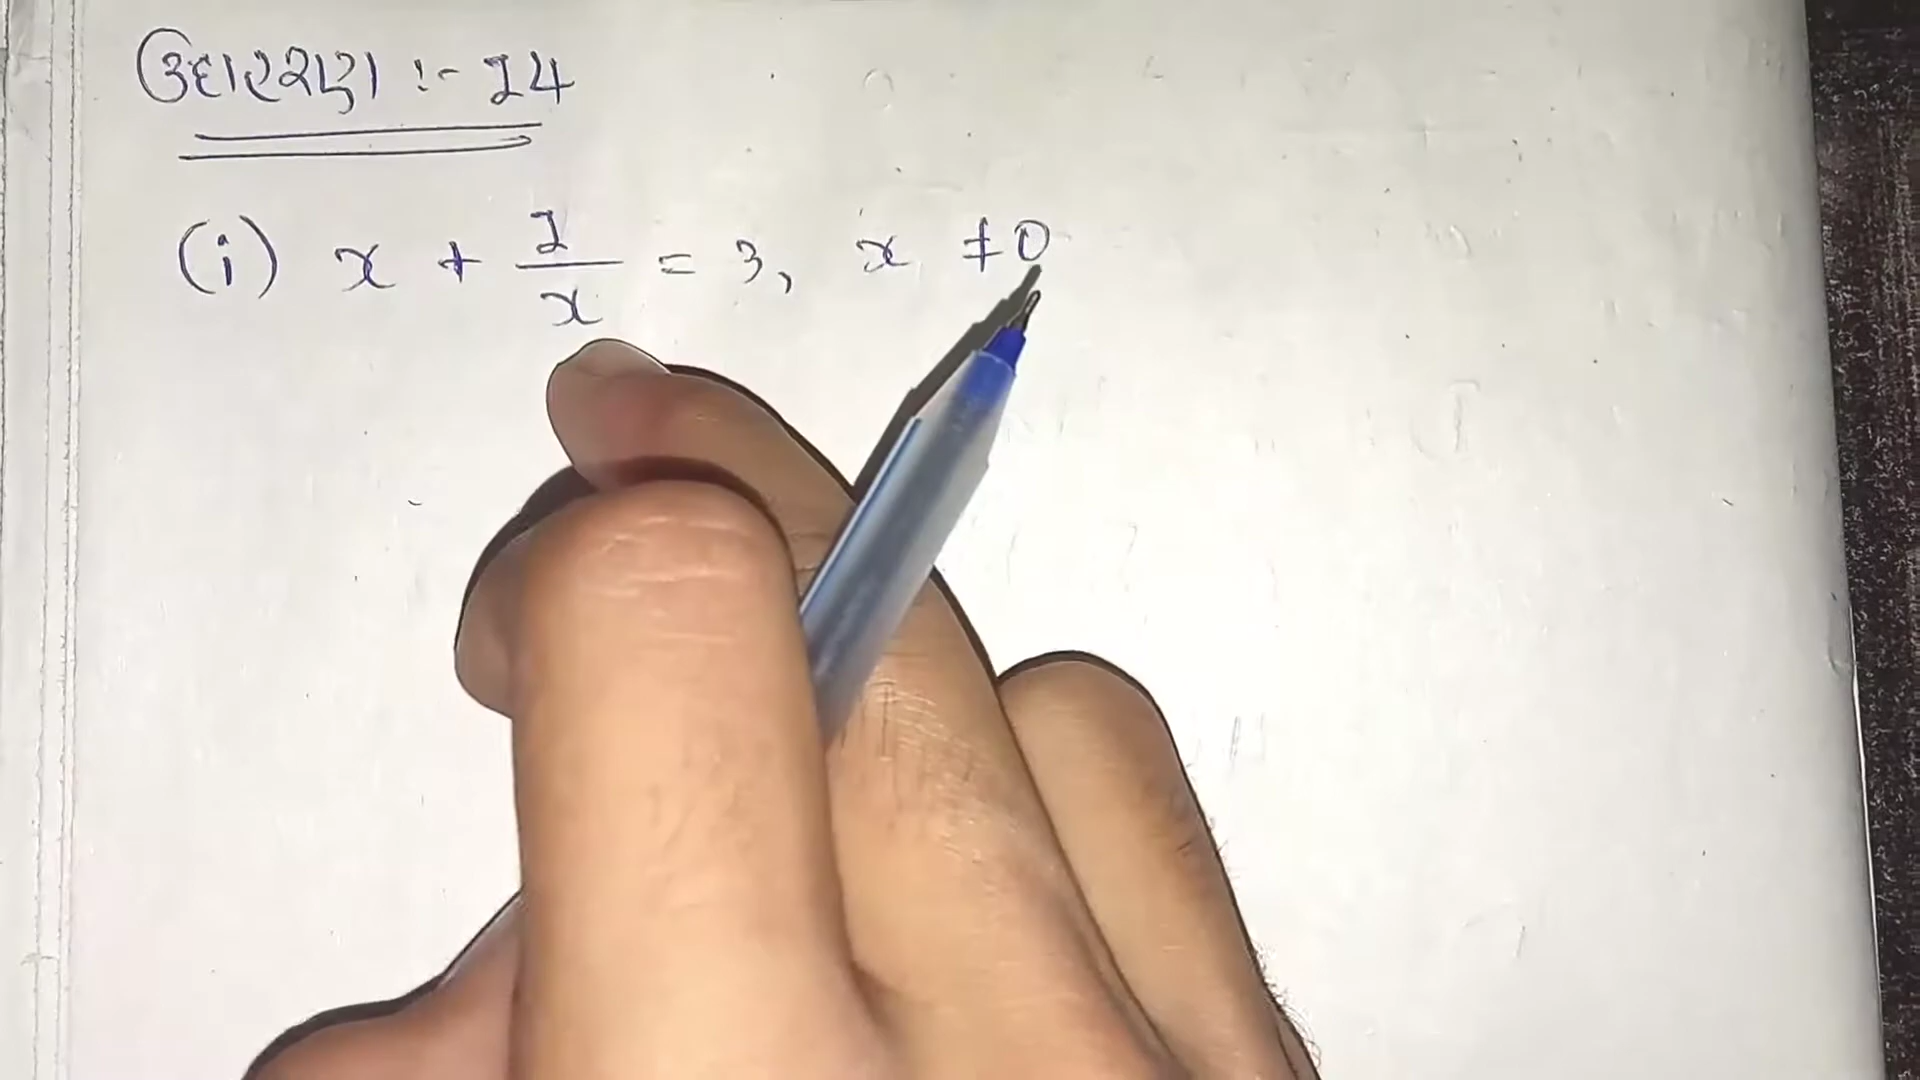 ઉદાહરણ :- 14
(i) x + 1/x = 3, x ≠ 0